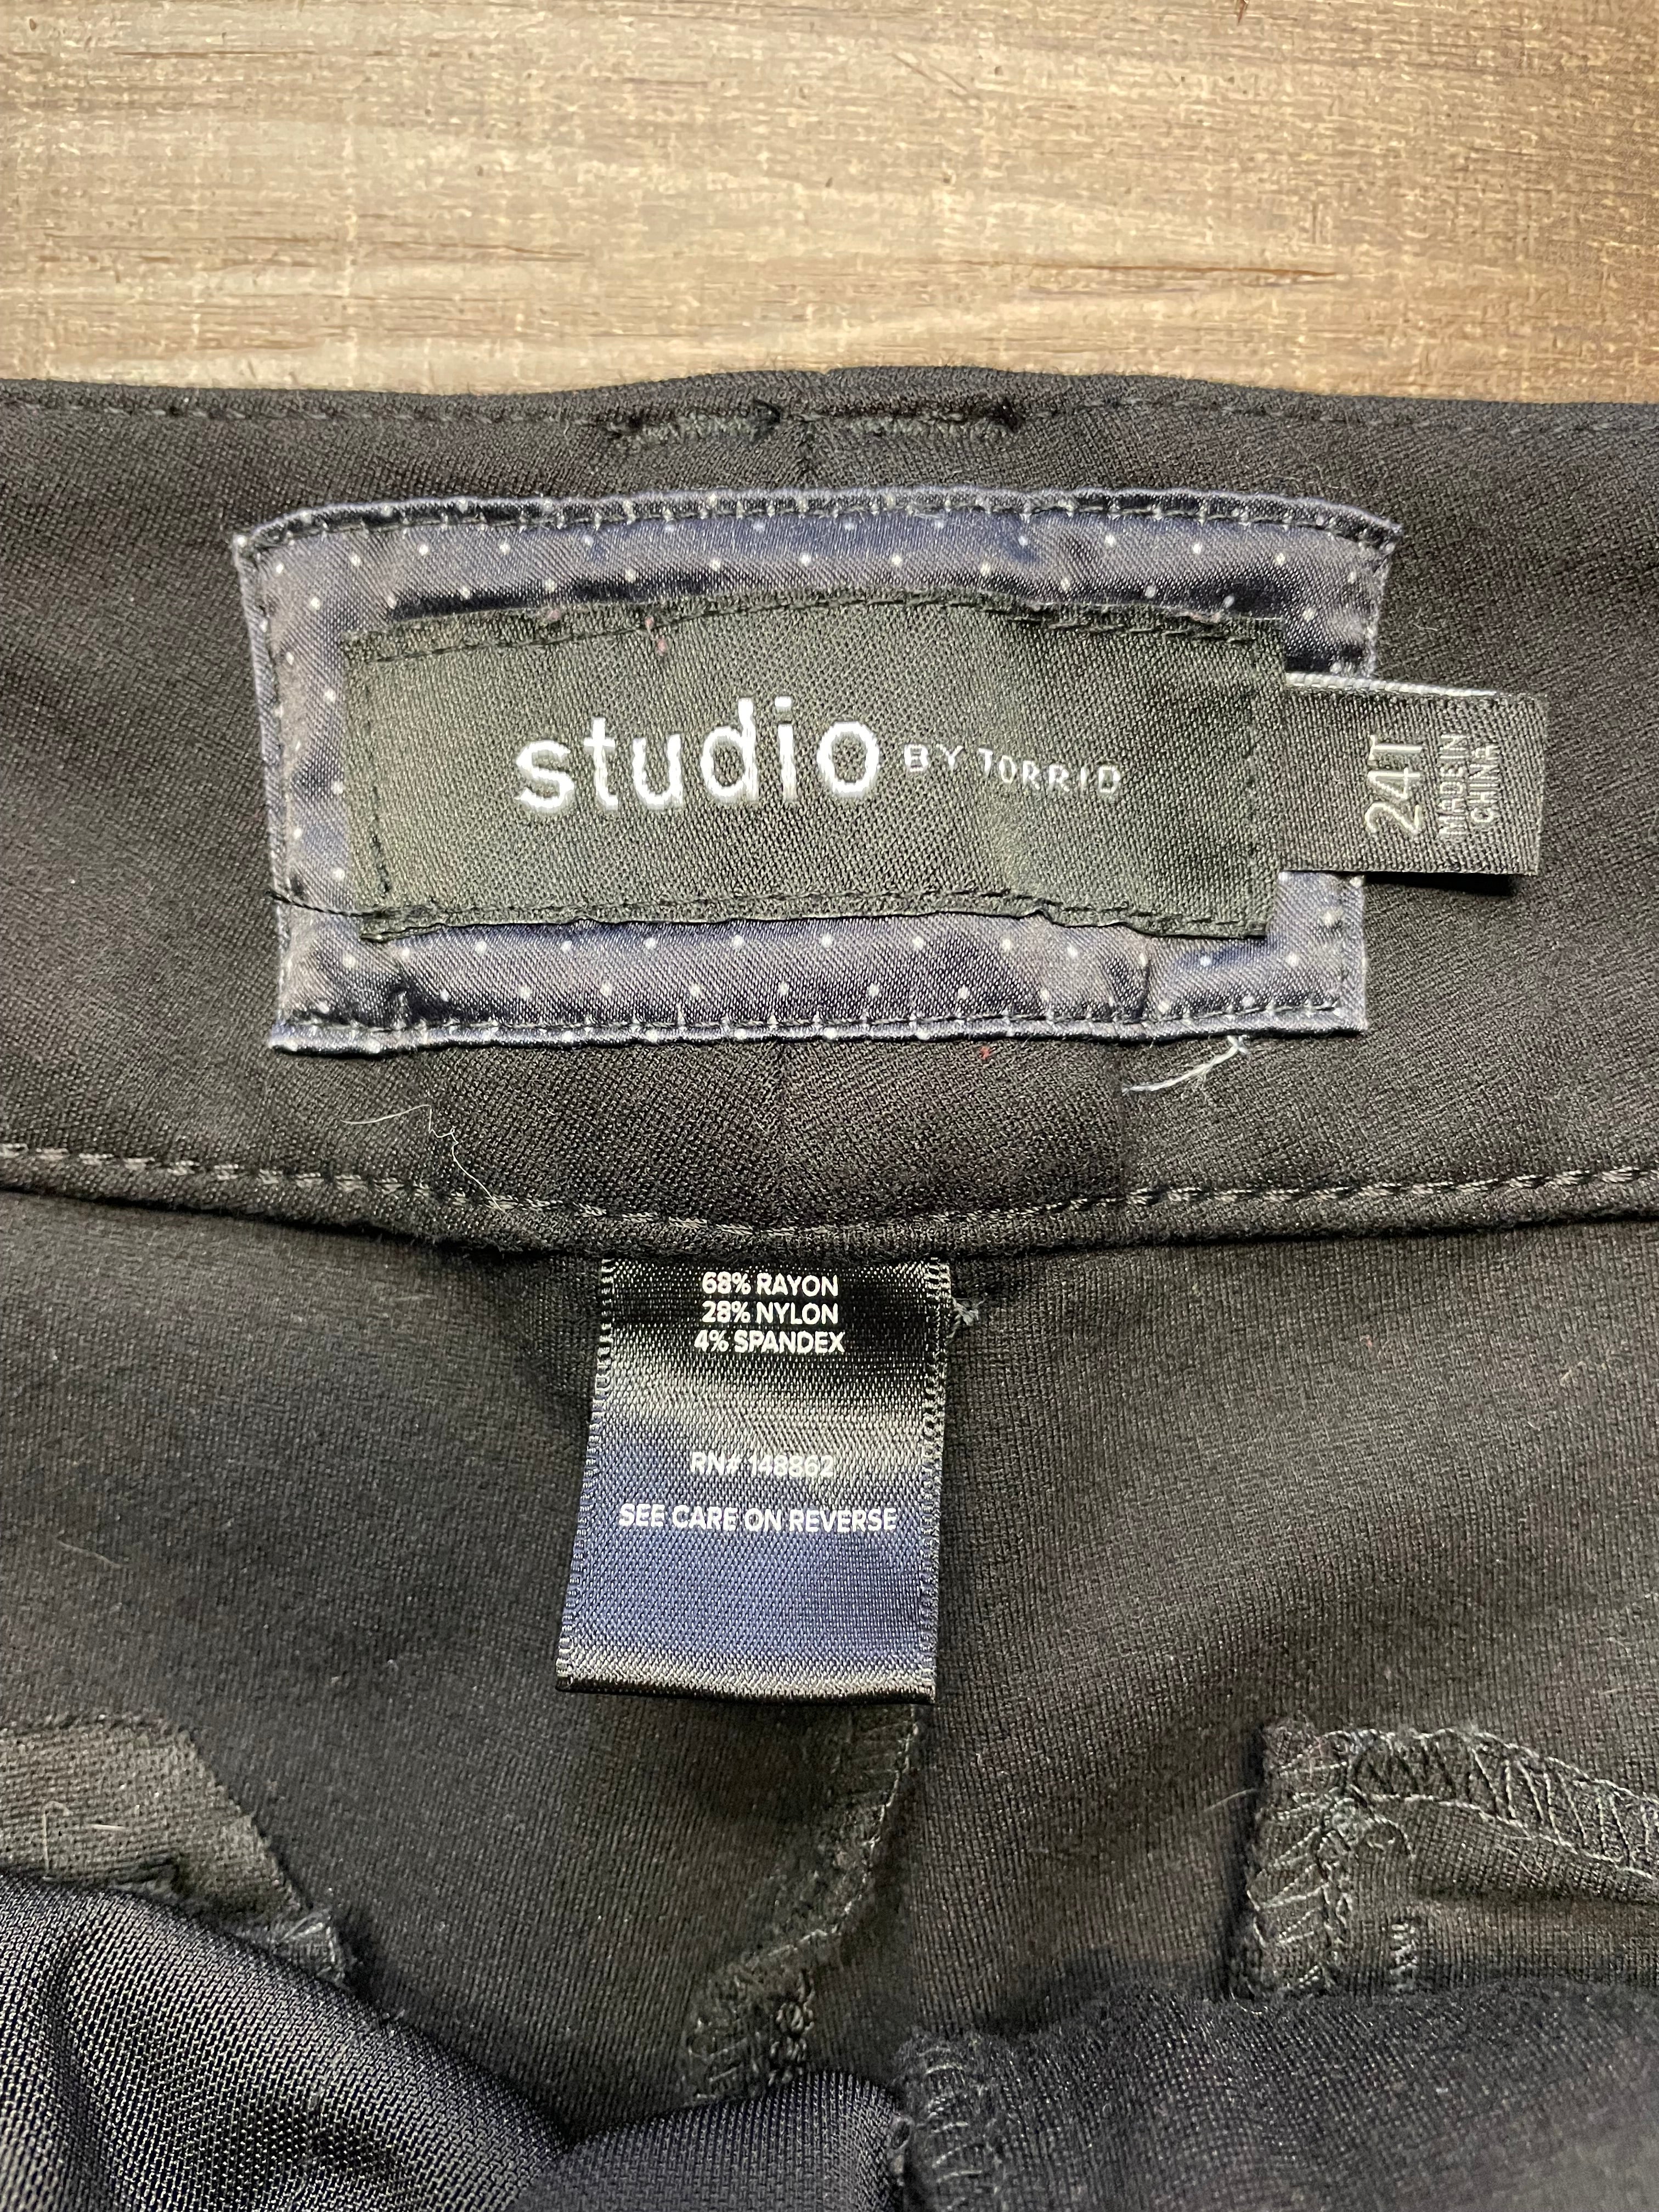 studio BY TORRID
24T
MADE IN
CHINA
68% RAYON
28% NYLON
4% SPANDEX
RN# 148862
SEE CARE ON REVERSE